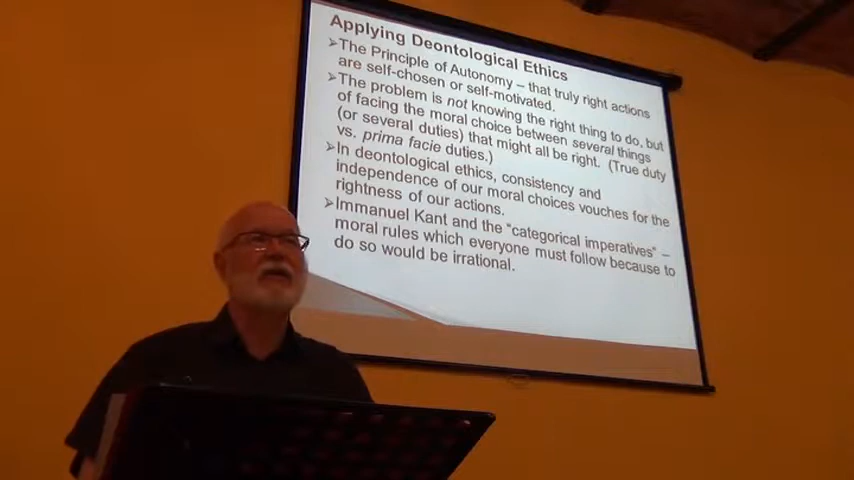 Applying Deontological Ethics
➢The Principle of Autonomy – that truly right actions
are self-chosen or self-motivated.
➢The problem is not knowing the right thing to do, but
of facing the moral choice between several things
(or several duties) that might all be right. (True duty
vs. prima facie duties.)
➢In deontological ethics, consistency and
independence of our moral choices vouches for the
rightness of our actions.
➢Immanuel Kant and the “categorical imperatives” –
moral rules which everyone must follow because to
do so would be irrational.